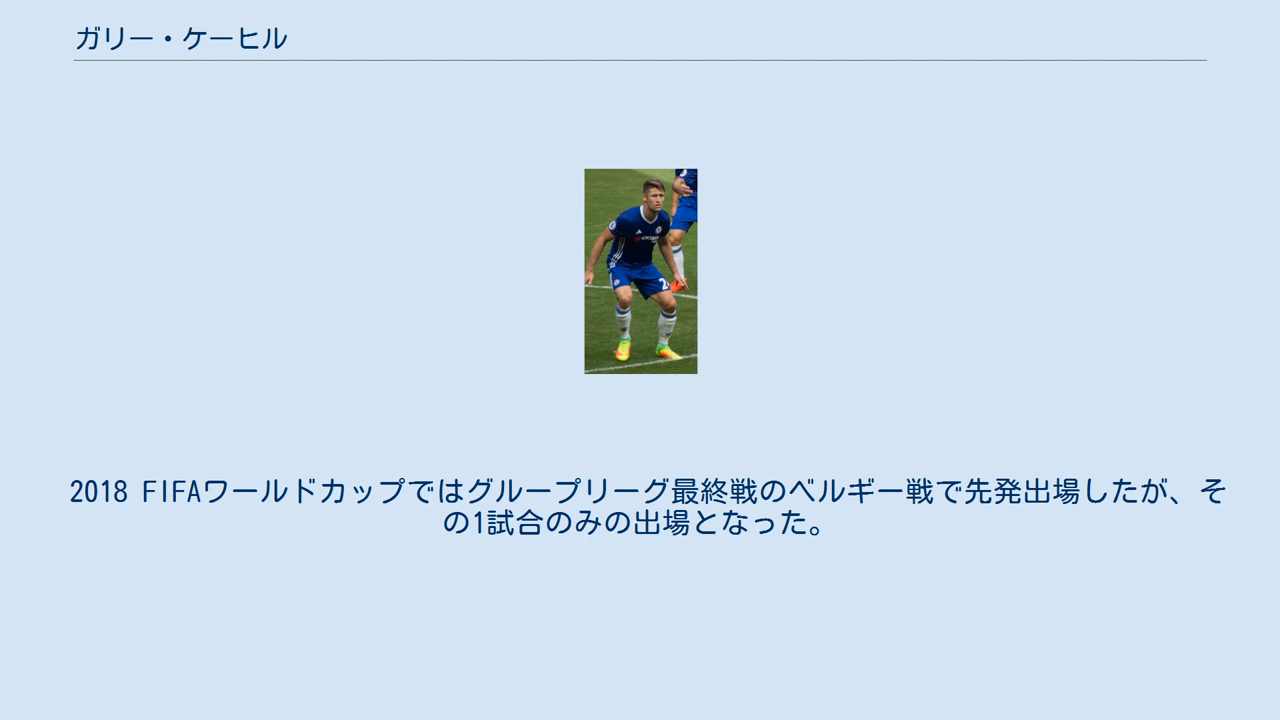 ガリー・ケーヒル
2018 FIFAワールドカップではグループリーグ最終戦のベルギー戦で先発出場したが、そ
の1試合のみの出場となった。